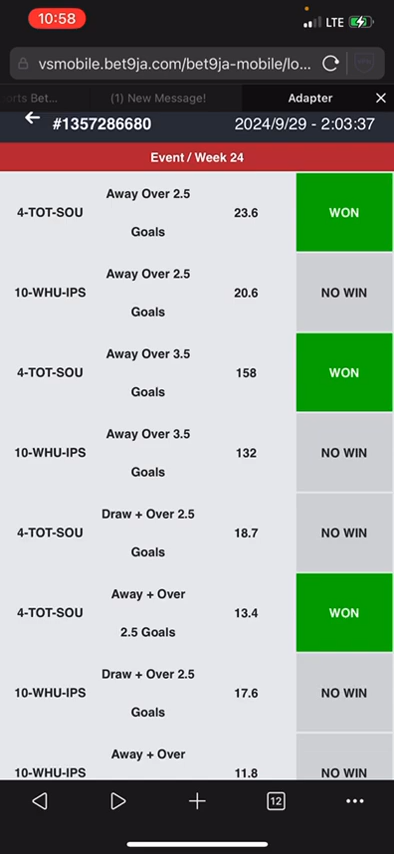 10:58
LTE
vsmobile.bet9ja.com/bet9ja-mobile/lo...
orts Bet...
(1) New Message!
Adapter
#1357286680
2024/9/29 - 2:03:37
Event / Week 24
4-TOT-SOU Away Over 2.5 Goals 23.6 WON
10-WHU-IPS Away Over 2.5 Goals 20.6 NO WIN
4-TOT-SOU Away Over 3.5 Goals 158 WON
10-WHU-IPS Away Over 3.5 Goals 132 NO WIN
4-TOT-SOU Draw + Over 2.5 Goals 18.7 NO WIN
4-TOT-SOU Away + Over 2.5 Goals 13.4 WON
10-WHU-IPS Draw + Over 2.5 Goals 17.6 NO WIN
10-WHU-IPS Away + Over 11.8 NO WIN
12